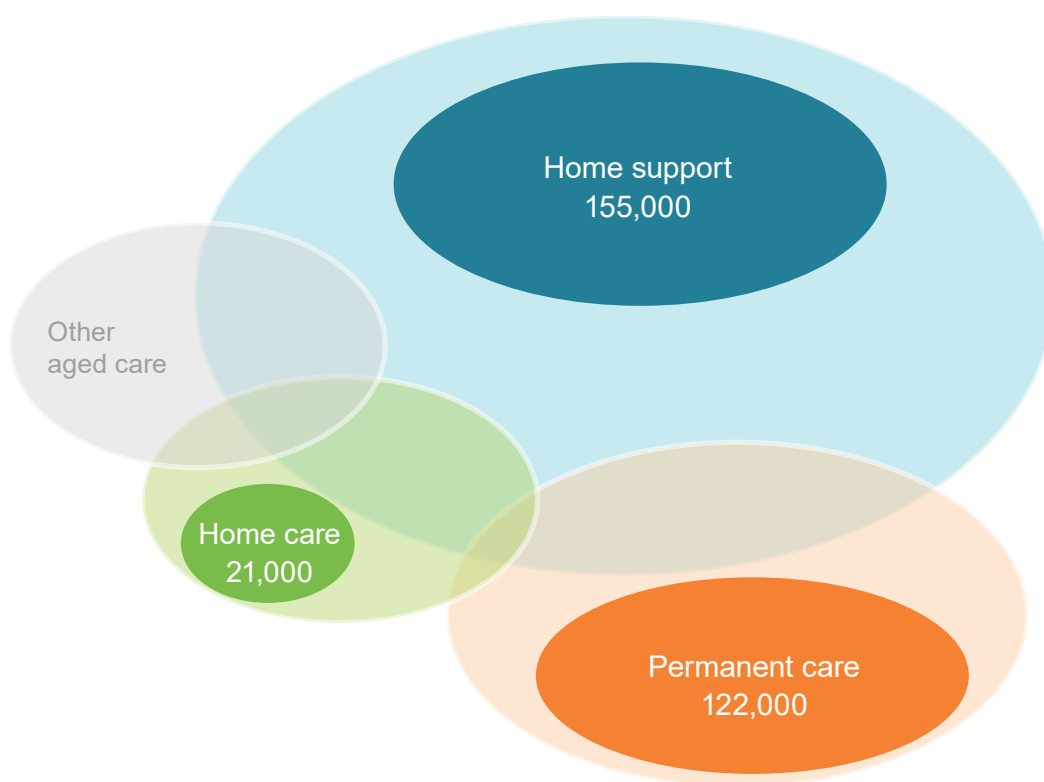 Home support
155,000
Other
aged care
Home care
21,000
Permanent care
122,000